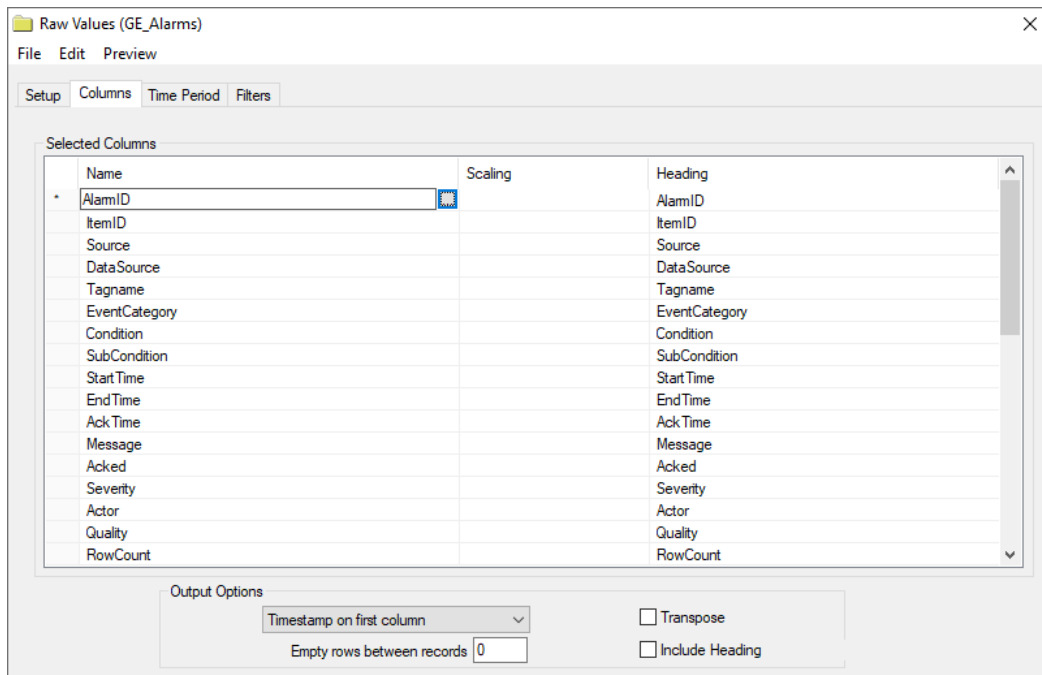 Raw Values (GE_Alarms)
File Edit Preview
Setup Columns Time Period Filters
Selected Columns
Name Scaling Heading
* AlarmID AlarmID
ItemID ItemID
Source Source
DataSource DataSource
Tagname Tagname
EventCategory EventCategory
Condition Condition
SubCondition SubCondition
StartTime StartTime
EndTime EndTime
AckTime AckTime
Message Message
Acked Acked
Severity Severity
Actor Actor
Quality Quality
RowCount RowCount
Output Options
Timestamp on first column Transpose
Empty rows between records 0 Include Heading